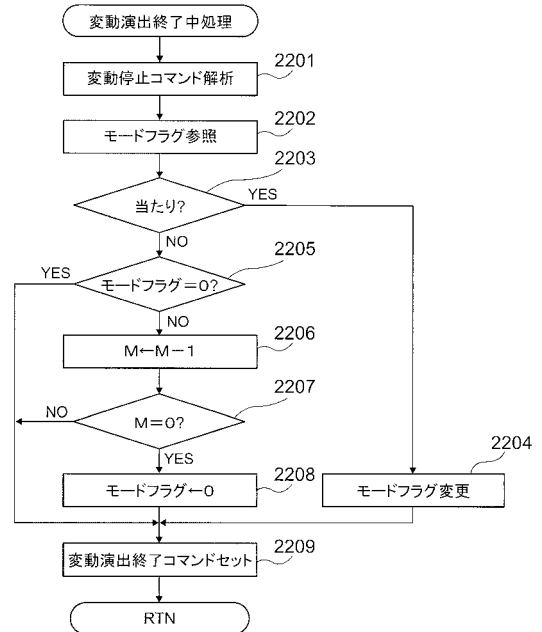 変動演出終了中処理
2201
変動停止コマンド解析
2202
モードフラグ参照
2203
当たり?
YES
NO
2205
YES
モードフラグ=0?
NO
2206
M←M-1
2207
NO
M=0?
YES
2208
モードフラグ←0
2204
モードフラグ変更
2209
変動演出終了コマンドセット
RTN